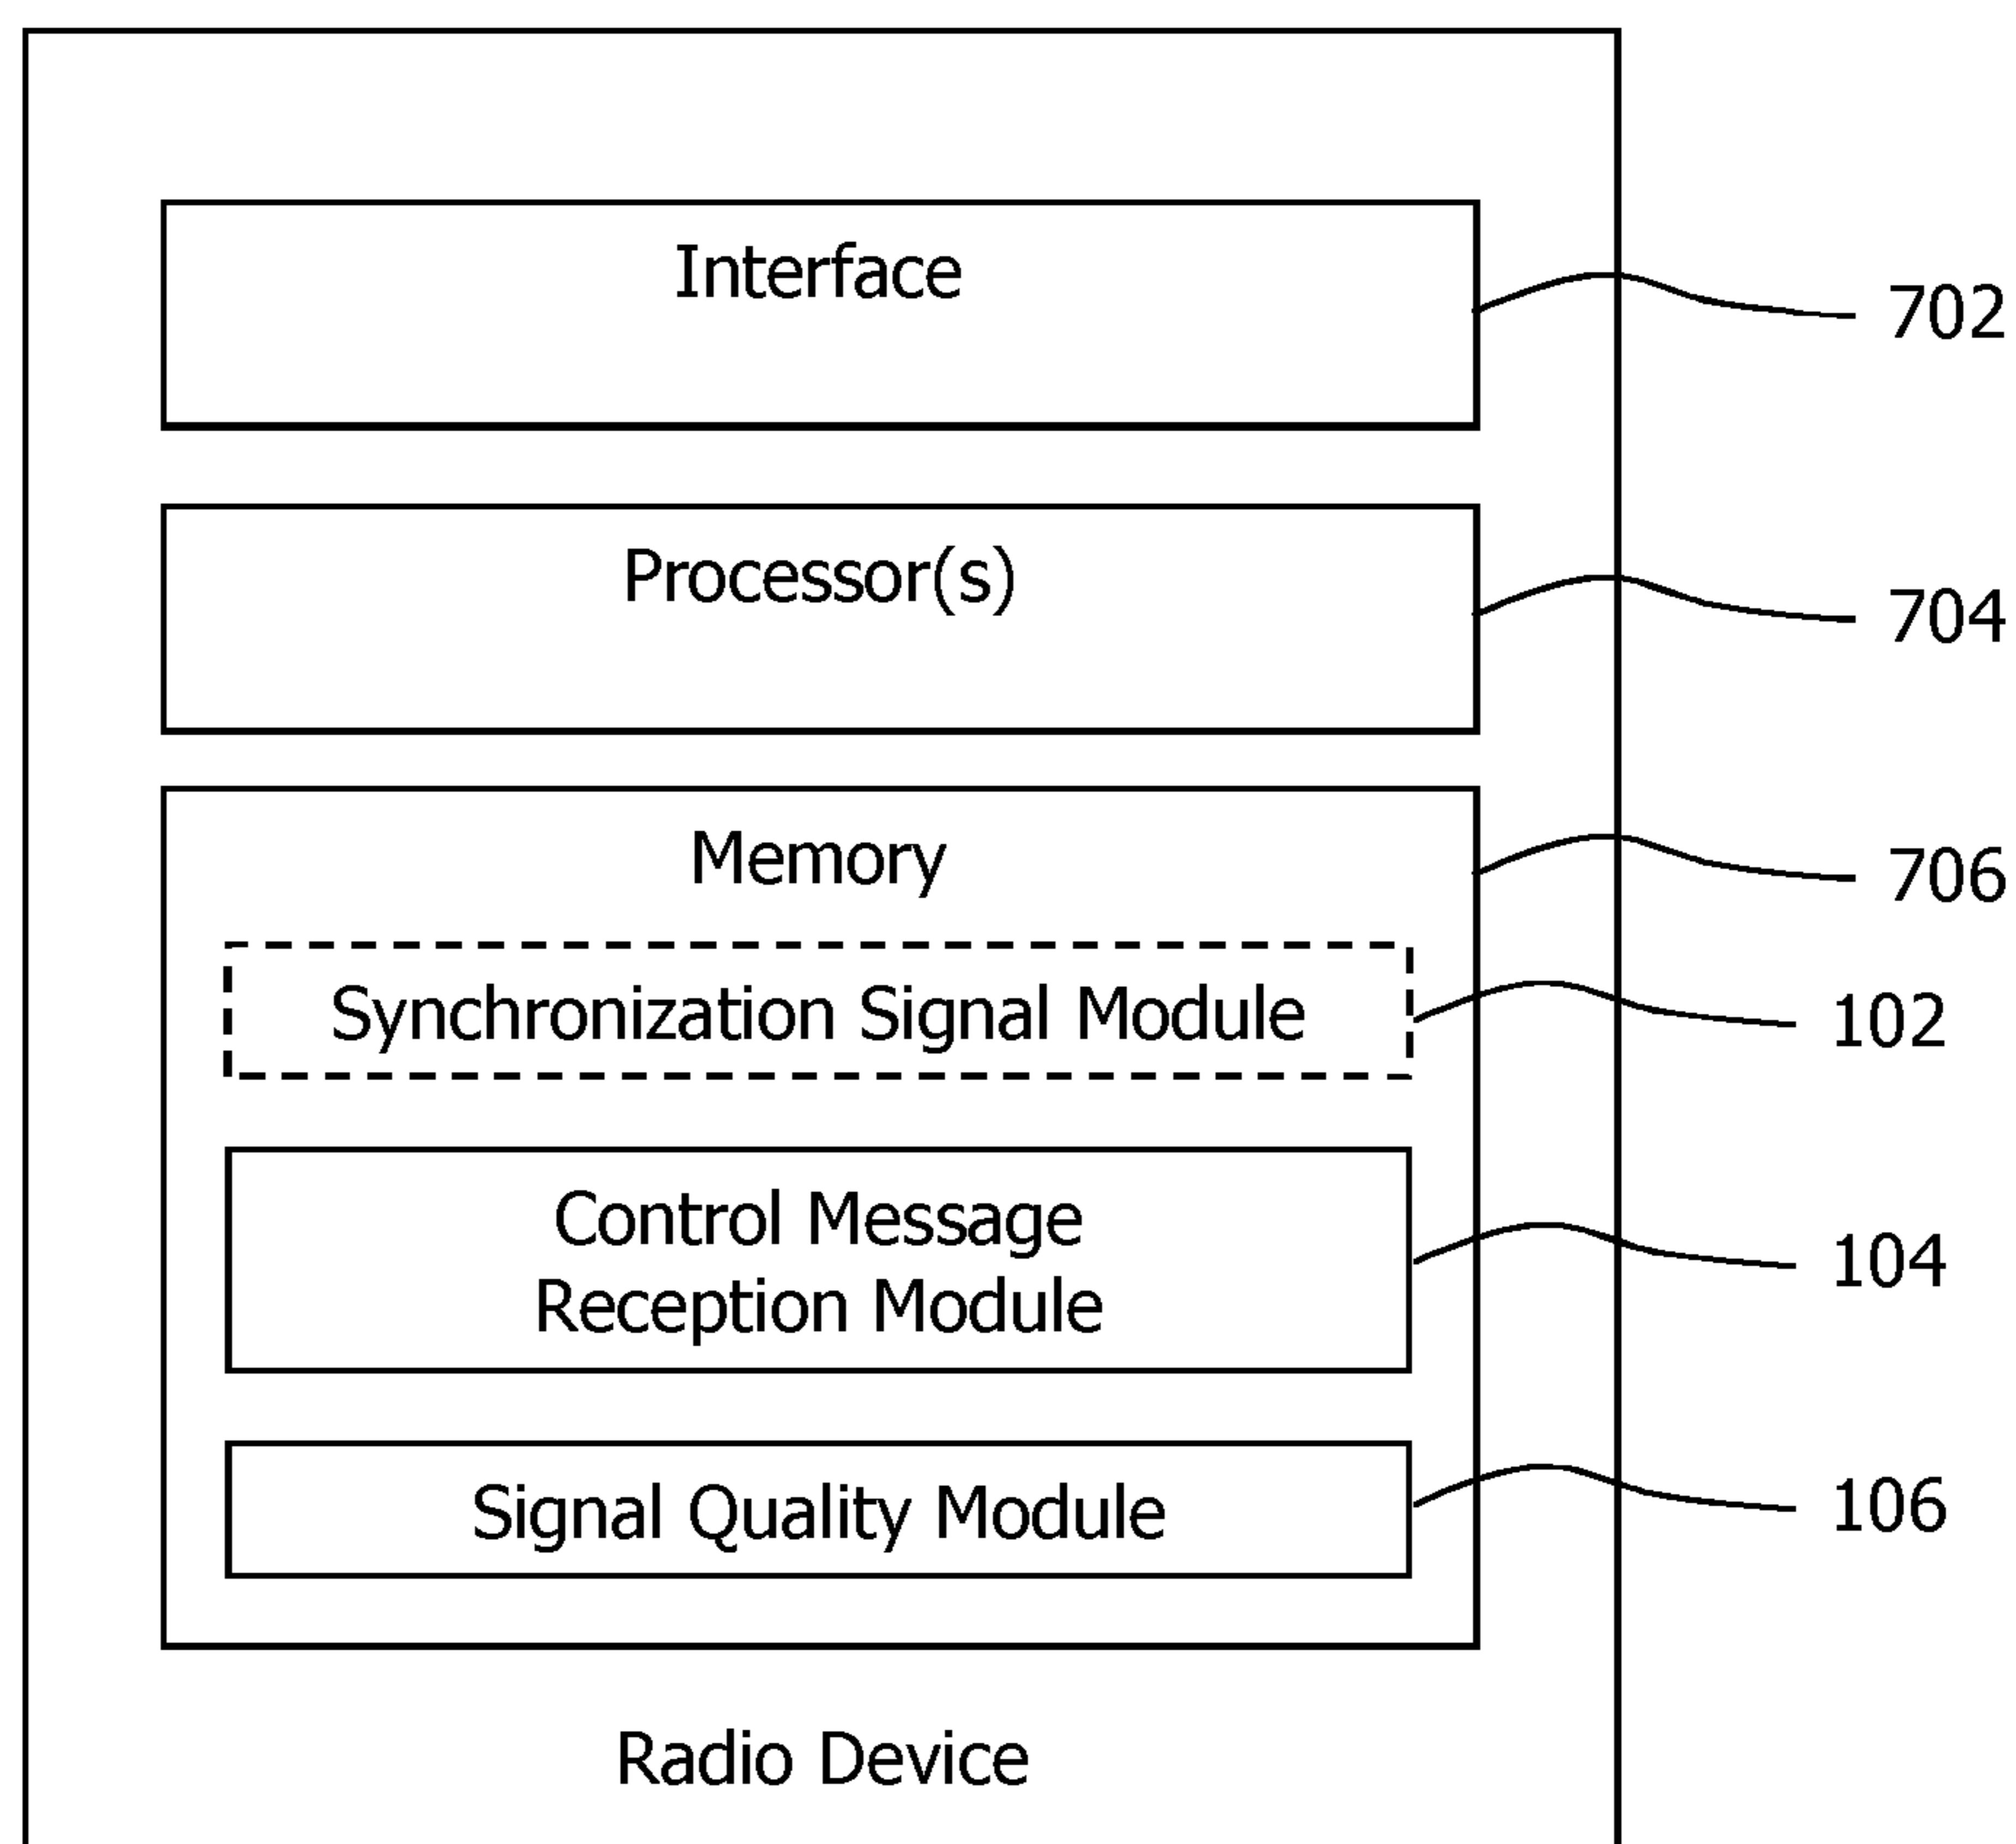 Interface
702
Processor(s)
704
Memory
706
Synchronization Signal Module
102
Control Message
Reception Module
104
Signal Quality Module
106
Radio Device